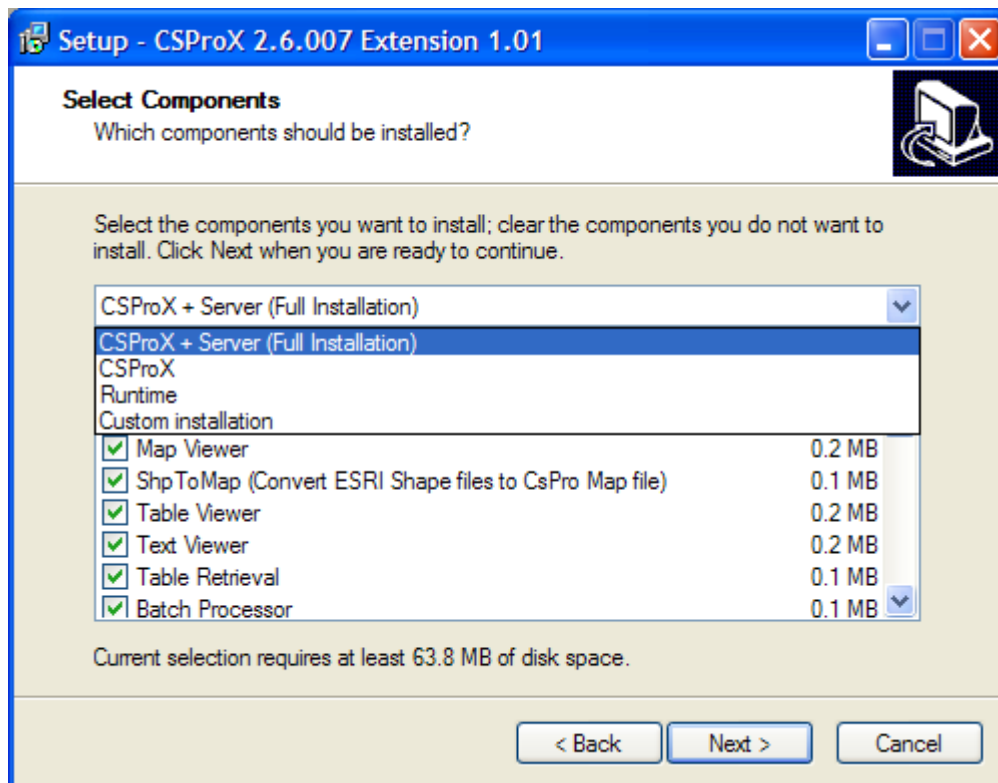 Setup - CSProX 2.6.007 Extension 1.01
Select Components
Which components should be installed?
Select the components you want to install; clear the components you do not want to
install. Click Next when you are ready to continue.
CSProX + Server (Full Installation)
CSProX + Server (Full Installation)
CSProX
Runtime
Custom installation
Map Viewer 0.2 MB
ShpToMap (Convert ESRI Shape files to CsPro Map file) 0.1 MB
Table Viewer 0.2 MB
Text Viewer 0.2 MB
Table Retrieval 0.1 MB
Batch Processor 0.1 MB
Current selection requires at least 63.8 MB of disk space.
< Back Next > Cancel